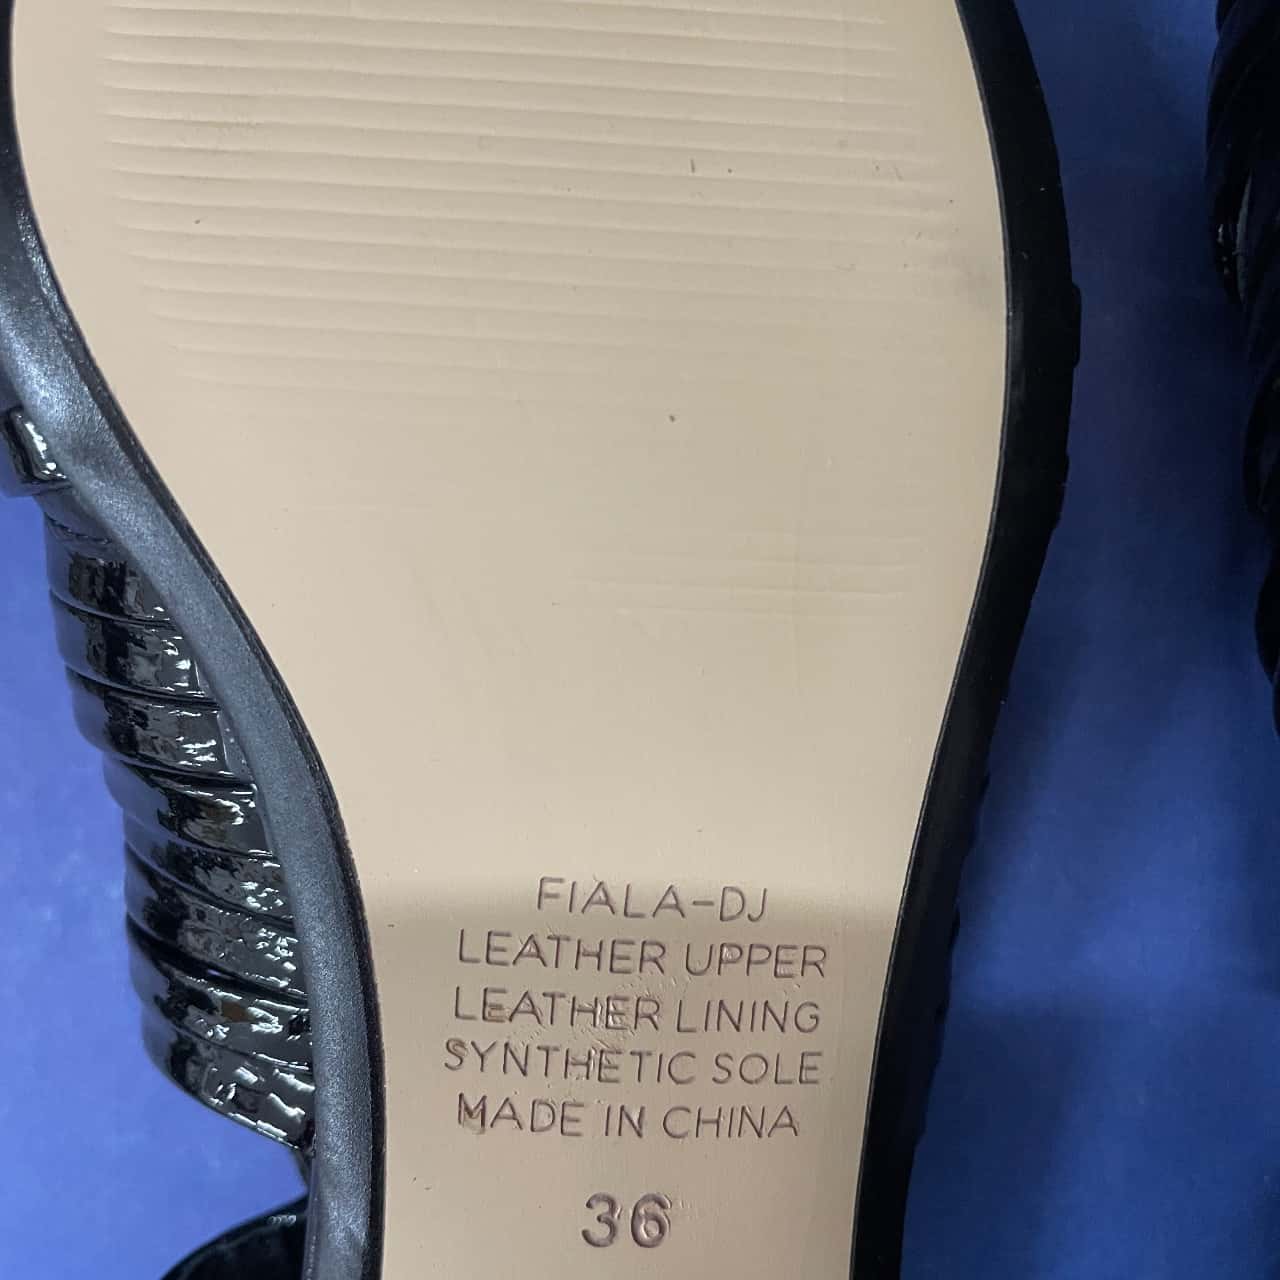 FIALA-DJ
LEATHER UPPER
LEATHER LINING
SYNTHETIC SOLE
MADE IN CHINA
36